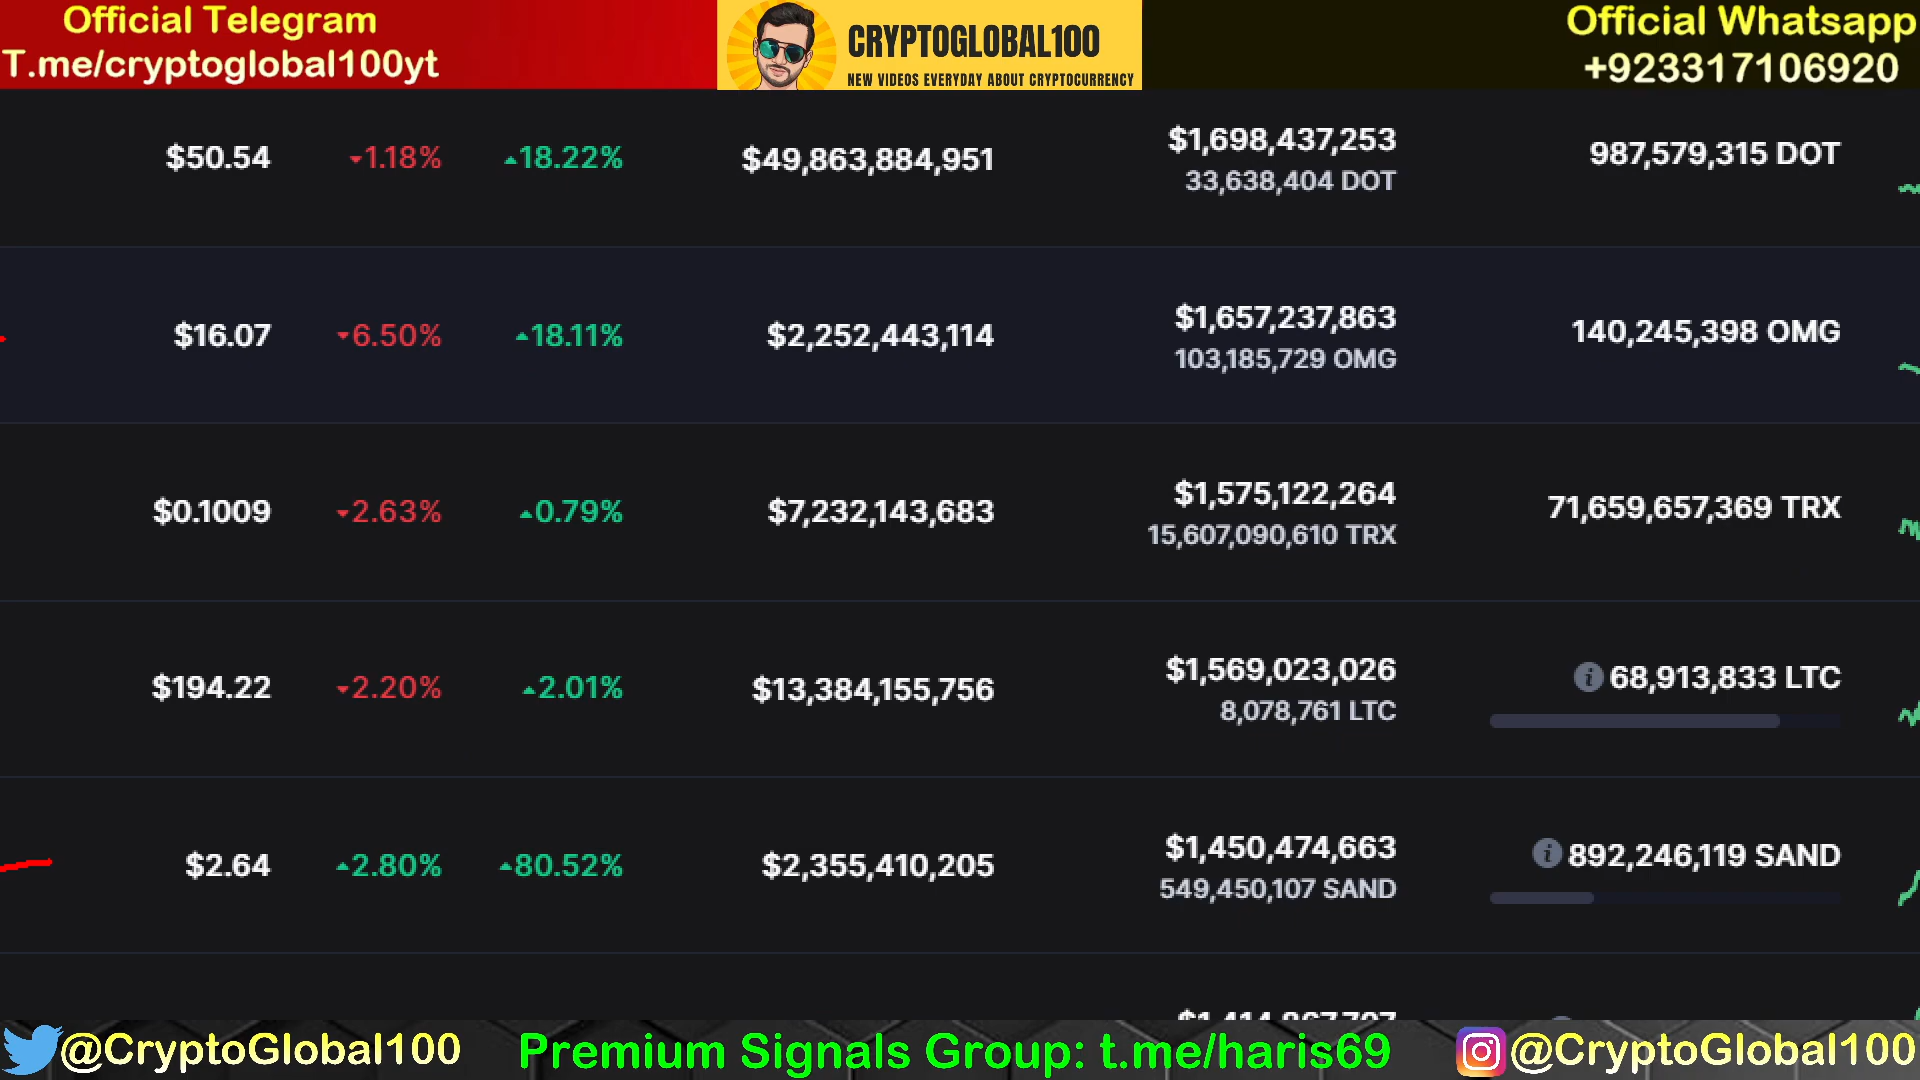 Official Telegram
T.me/cryptoglobal100yt
CRYPTOGLOBAL100
NEW VIDEOS EVERYDAY ABOUT CRYPTOCURRENCY
Official Whatsapp
+923317106920
$50.54 1.18% 18.22% $49,863,884,951 $1,698,437,253 987,579,315 DOT
33,638,404 DOT
$16.07 6.50% 18.11% $2,252,443,114 $1,657,237,863 140,245,398 OMG
103,185,729 OMG
$0.1009 2.63% 0.79% $7,232,143,683 $1,575,122,264 71,659,657,369 TRX
15,607,090,610 TRX
$194.22 2.20% 2.01% $13,384,155,756 $1,569,023,026 68,913,833 LTC
8,078,761 LTC
$2.64 2.80% 80.52% $2,355,410,205 $1,450,474,663 892,246,119 SAND
549,450,107 SAND
@CryptoGlobal100 Premium Signals Group: t.me/haris69 @CryptoGlobal100